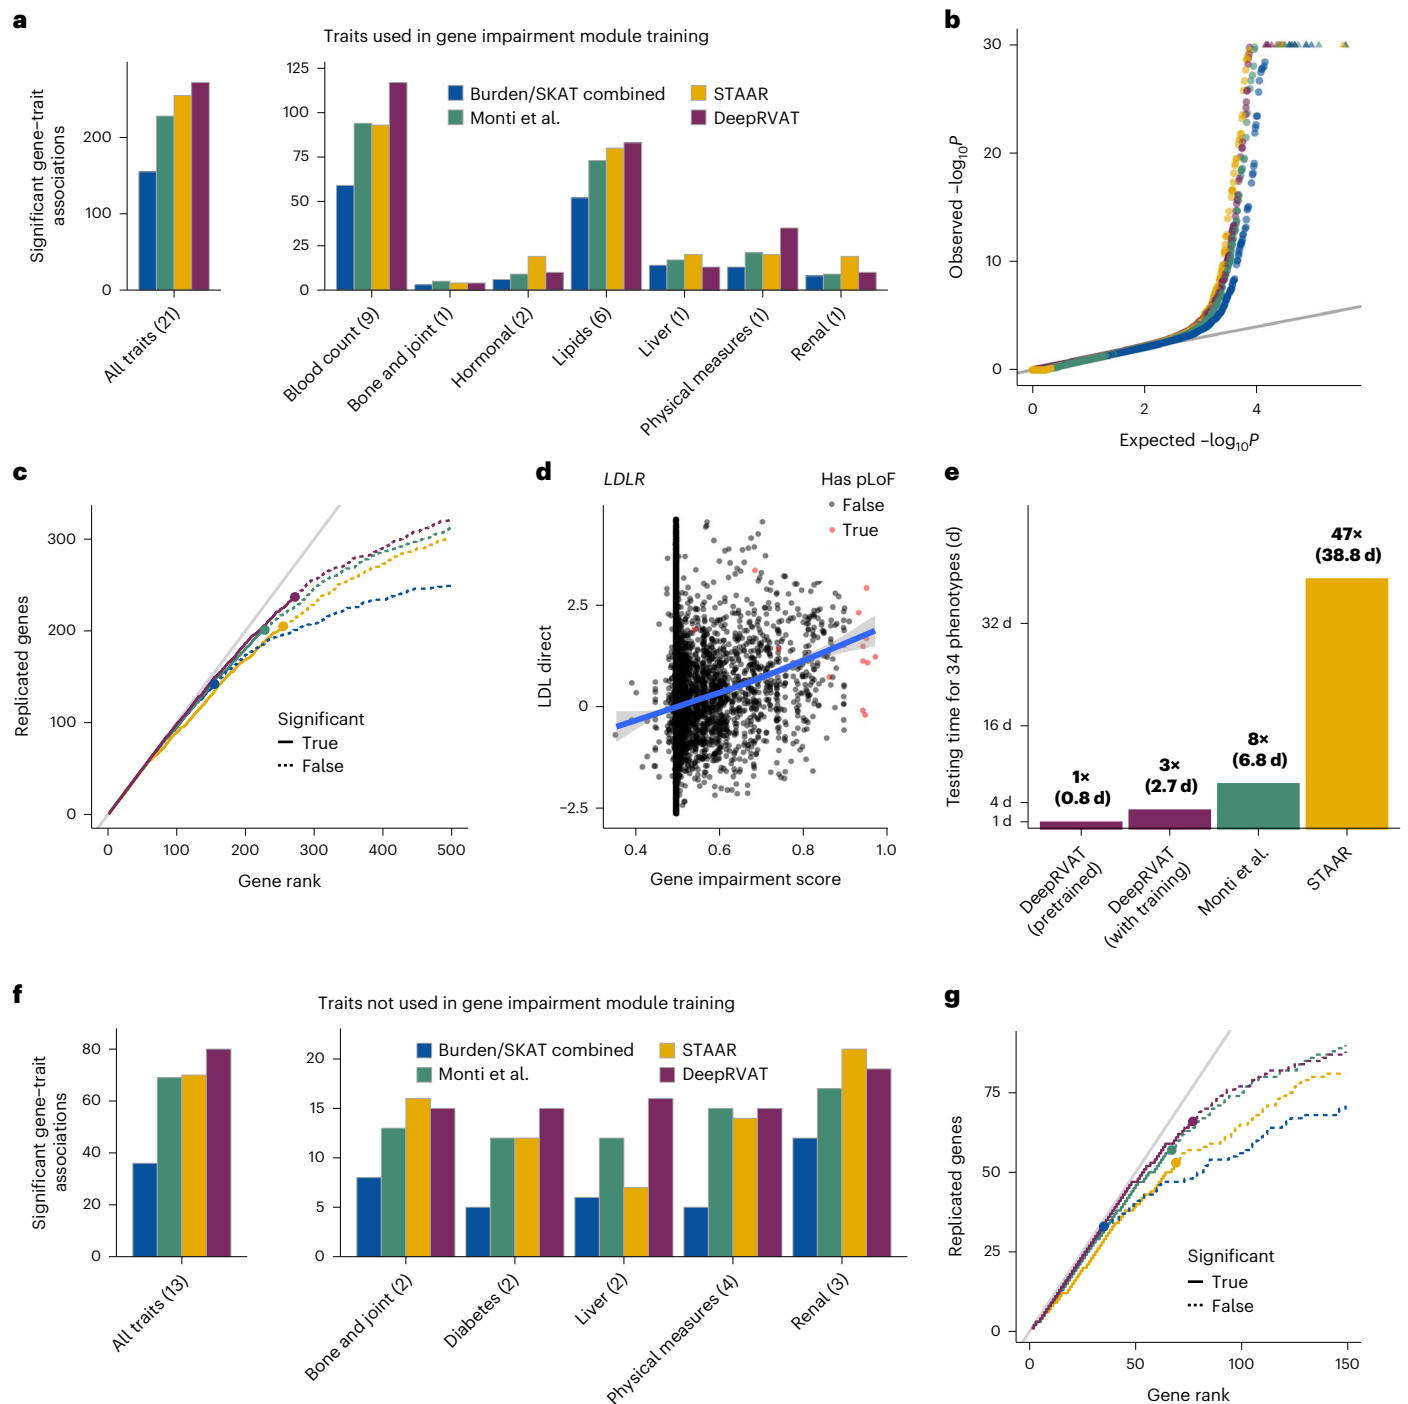 a
Traits used in gene impairment module training
Significant gene–trait
associations
200
100
0
All traits (21)
125
100
75
50
25
0
Burden/SKAT combined
Monti et al.
STAAR
DeepRVAT
Blood count (9)
Bone and joint (1)
Hormonal (2)
Lipids (6)
Liver (1)
Physical measures (1)
Renal (1)
b
Observed –log10P
30
20
10
0
0 2 4
Expected –log10P
c
Replicated genes
300
200
100
0
Significant
True
False
0 100 200 300 400 500
Gene rank
d
LDLR
Has pLoF
False
True
LDL direct
2.5
0
–2.5
0.4 0.6 0.8 1.0
Gene impairment score
e
Testing time for 34 phenotypes (d)
32 d
16 d
4 d
1 d
1×
(0.8 d)
3×
(2.7 d)
8×
(6.8 d)
47×
(38.8 d)
DeepRVAT
(pretrained)
DeepRVAT
(with training)
Monti et al.
STAAR
f
Traits not used in gene impairment module training
Significant gene–trait
associations
80
60
40
20
0
All traits (13)
20
15
10
5
0
Burden/SKAT combined
Monti et al.
STAAR
DeepRVAT
Bone and joint (2)
Diabetes (2)
Liver (2)
Physical measures (4)
Renal (3)
g
Replicated genes
75
50
25
0
Significant
True
False
0 50 100 150
Gene rank